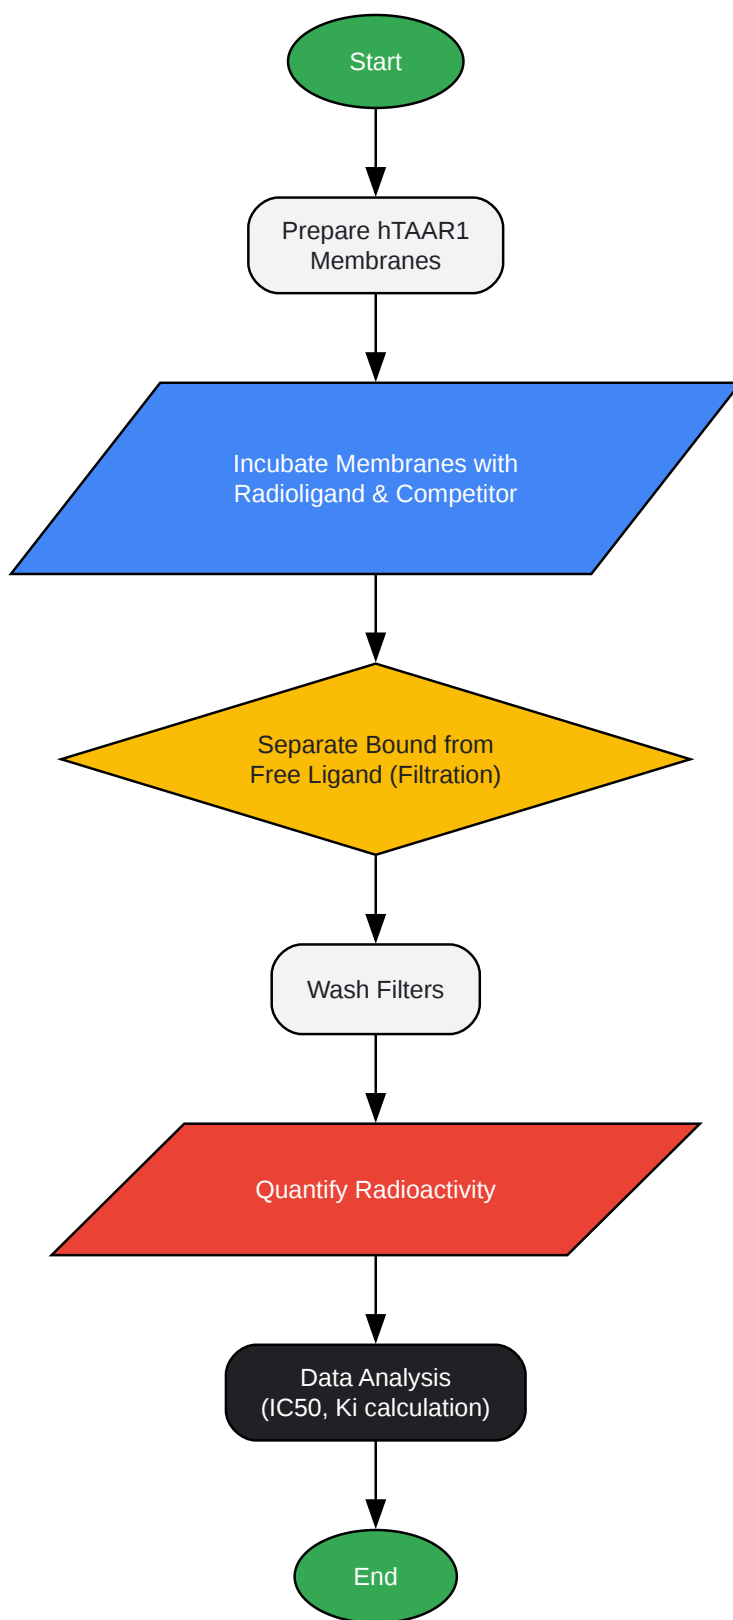 Start
Prepare hTAAR1
Membranes
Incubate Membranes with
Radioligand & Competitor
Separate Bound from
Free Ligand (Filtration)
Wash Filters
Quantify Radioactivity
Data Analysis
(IC50, Ki calculation)
End